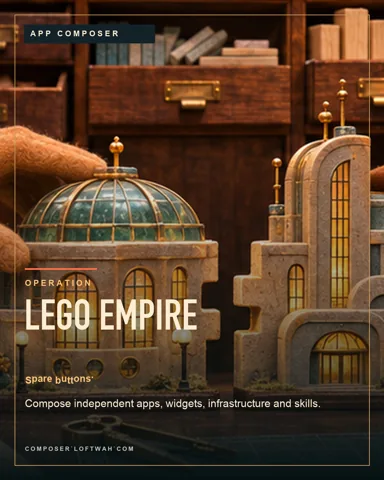 APP COMPOSER
OPERATION
LEGO EMPIRE
Spare buttons.
Compose independent apps, widgets, infrastructure and skills.
COMPOSER.LOFTWAH.COM